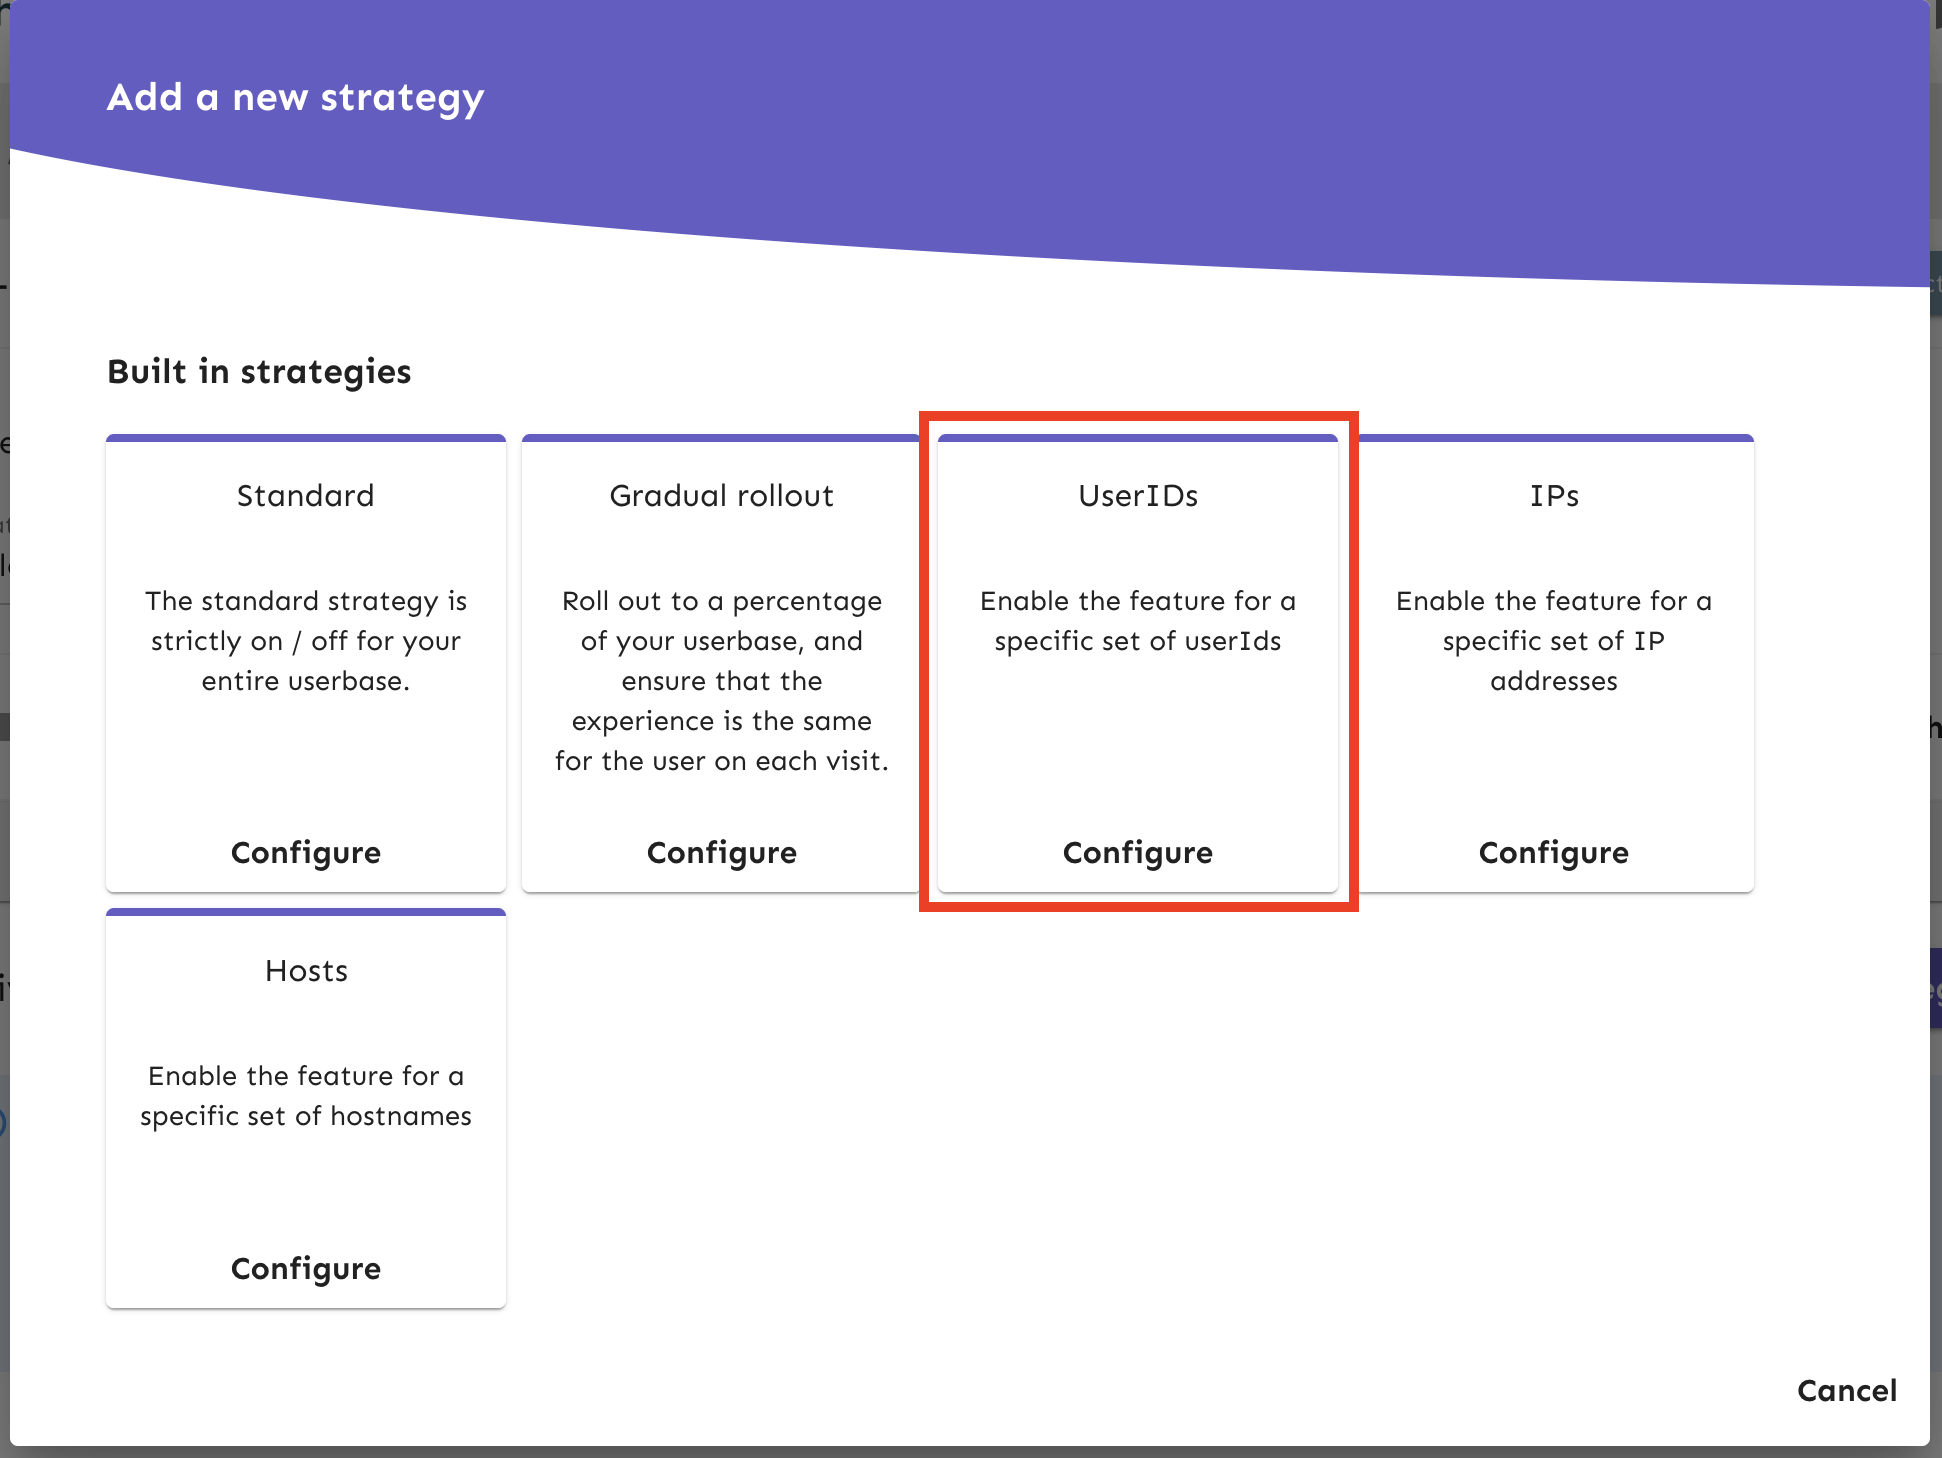 Add a new strategy
Built in strategies
Standard
The standard strategy is
strictly on / off for your
entire userbase.
Configure
Gradual rollout
Roll out to a percentage
of your userbase, and
ensure that the
experience is the same
for the user on each visit.
Configure
UserIDs
Enable the feature for a
specific set of userIds
Configure
IPs
Enable the feature for a
specific set of IP
addresses
Configure
Hosts
Enable the feature for a
specific set of hostnames
Configure
Cancel